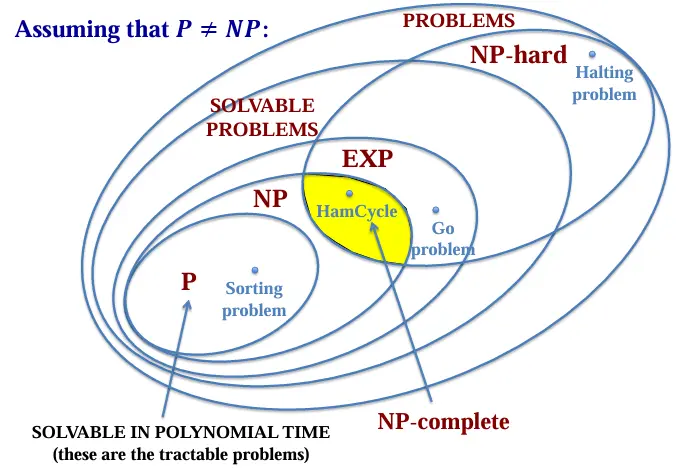 Assuming that P ≠ NP:
PROBLEMS
NP-hard
Halting
problem
SOLVABLE
PROBLEMS
EXP
NP
HamCycle
Go
problem
P
Sorting
problem
NP-complete
SOLVABLE IN POLYNOMIAL TIME
(these are the tractable problems)